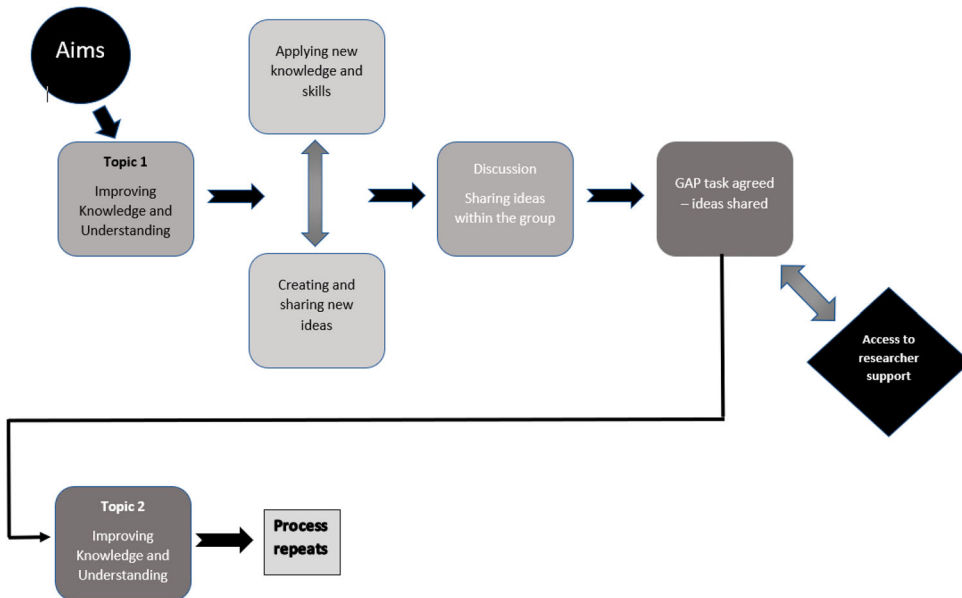 Aims
Topic 1
Improving
Knowledge and
Understanding
Applying new
knowledge and
skills
Creating and
sharing new
ideas
Discussion
Sharing ideas
within the group
GAP task agreed
– ideas shared
Access to
researcher
support
Topic 2
Improving
Knowledge and
Understanding
Process
repeats